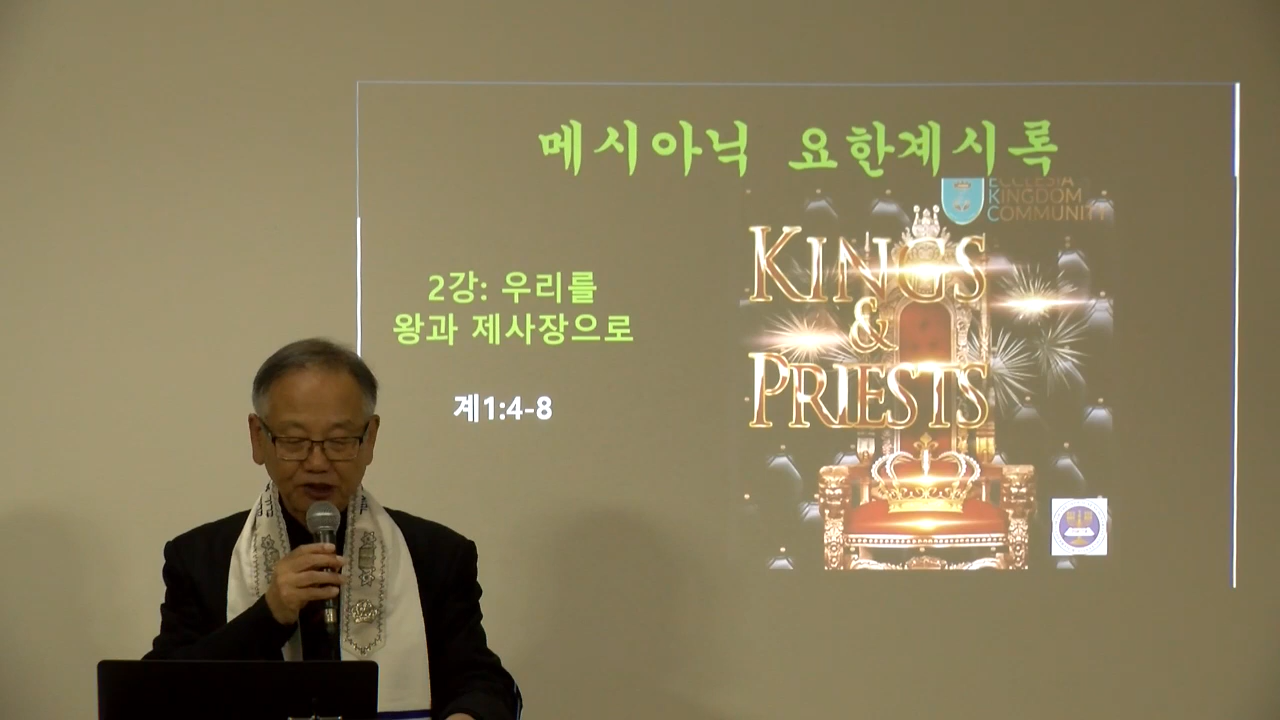 메시아닉 요한계시록
ECCLESIA
KINGDOM
COMMUNITY
KINGS
&
PRIESTS
2강: 우리를
왕과 제사장으로
계1:4-8